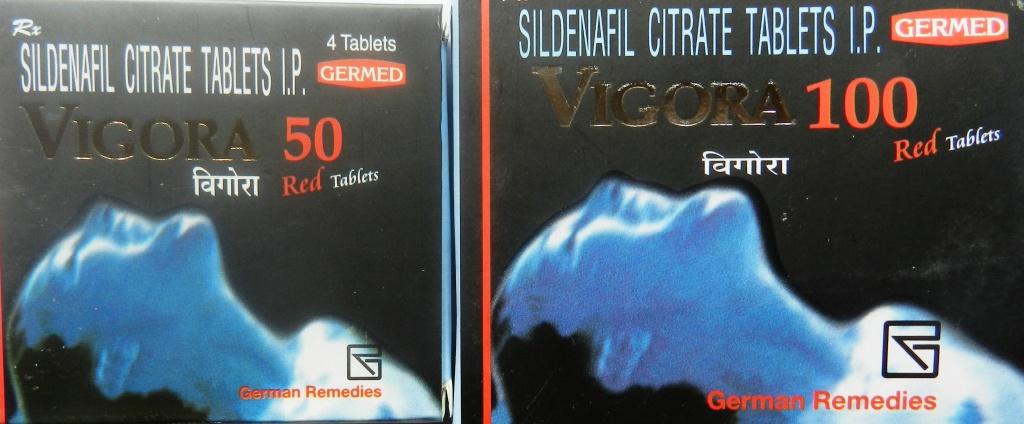 Rx
4 Tablets
SILDENAFIL CITRATE TABLETS I.P.
GERMED
VIGORA 50
विगोरा Red Tablets
German Remedies
SILDENAFIL CITRATE TABLETS I.P.
GERMED
VIGORA 100
Red Tablets
विगोरा
German Remedies